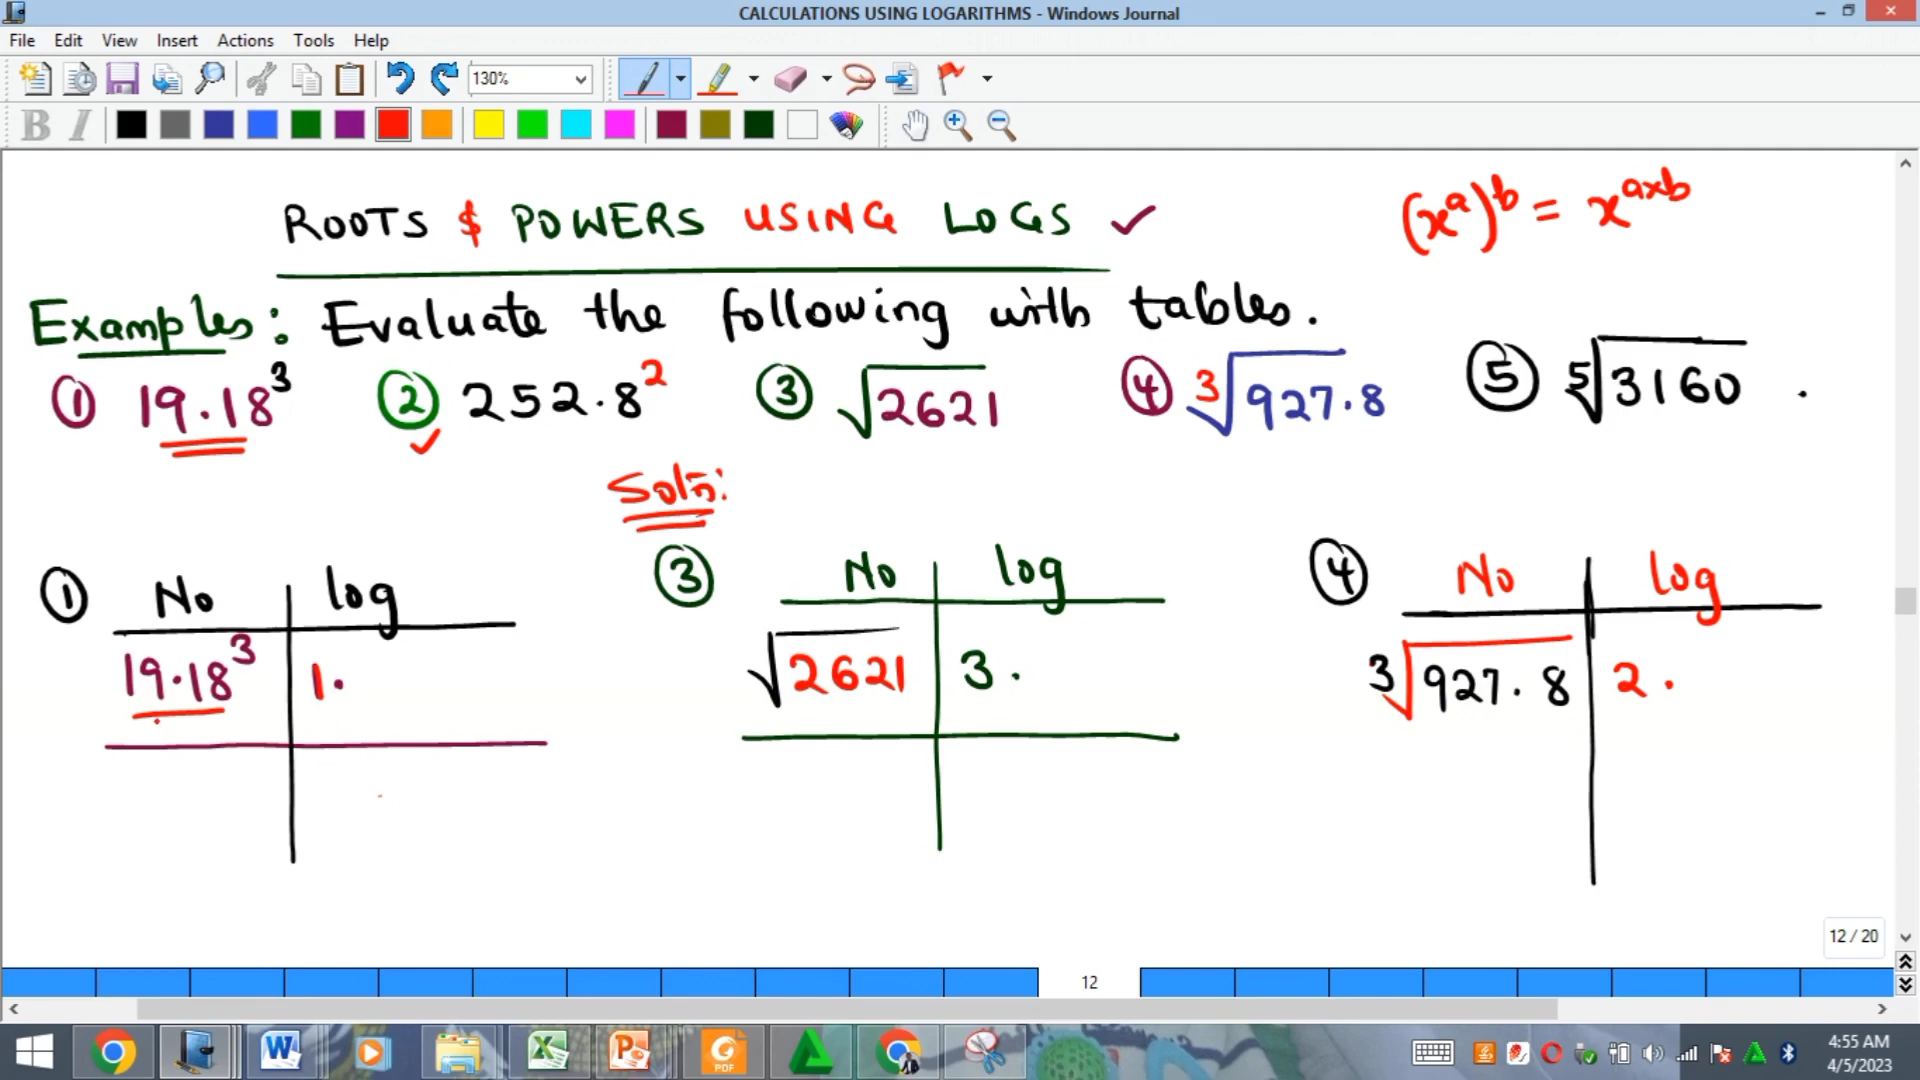 CALCULATIONS USING LOGARITHMS - Windows Journal
File Edit View Insert Actions Tools Help
130%
B I
ROOTS & POWERS USING LOGS ✓
(x^a)^b = x^{a×b}
Examples: Evaluate the following with tables.
① 19.18³ ② 252.8² ③ √2621 ④ ³√927.8 ⑤ ⁵√3160 .
✓
Soln:
① No log
19.18³ 1.
③ No log
√2621 3.
④ No log
³√927.8 2.
12 / 20
12
4:55 AM
4/5/2023